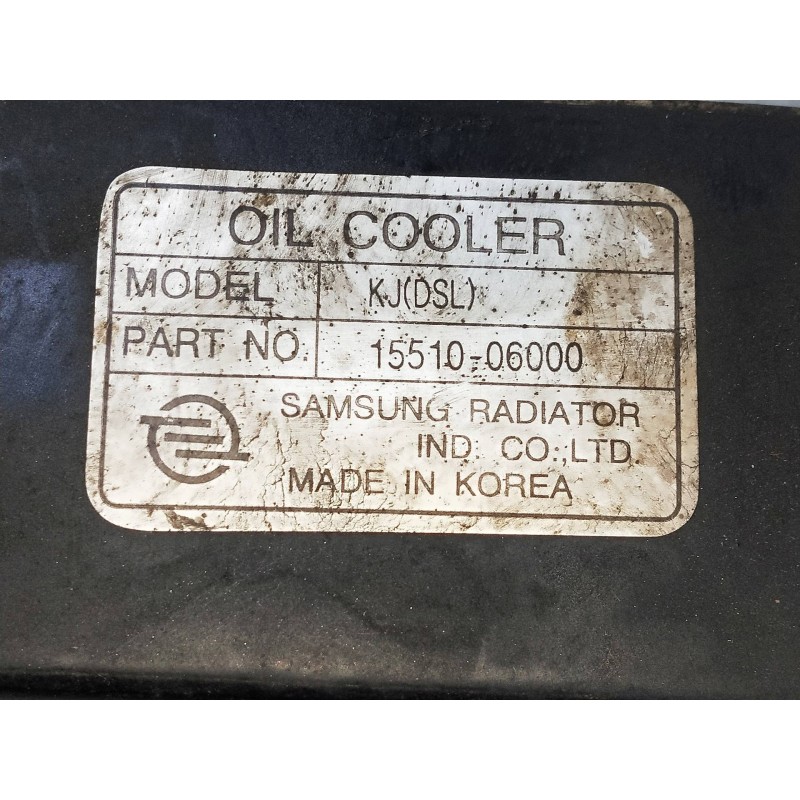 OIL COOLER
MODEL KJ(DSL)
PART NO. 15510-06000
SAMSUNG RADIATOR
IND. CO.,LTD.
MADE IN KOREA